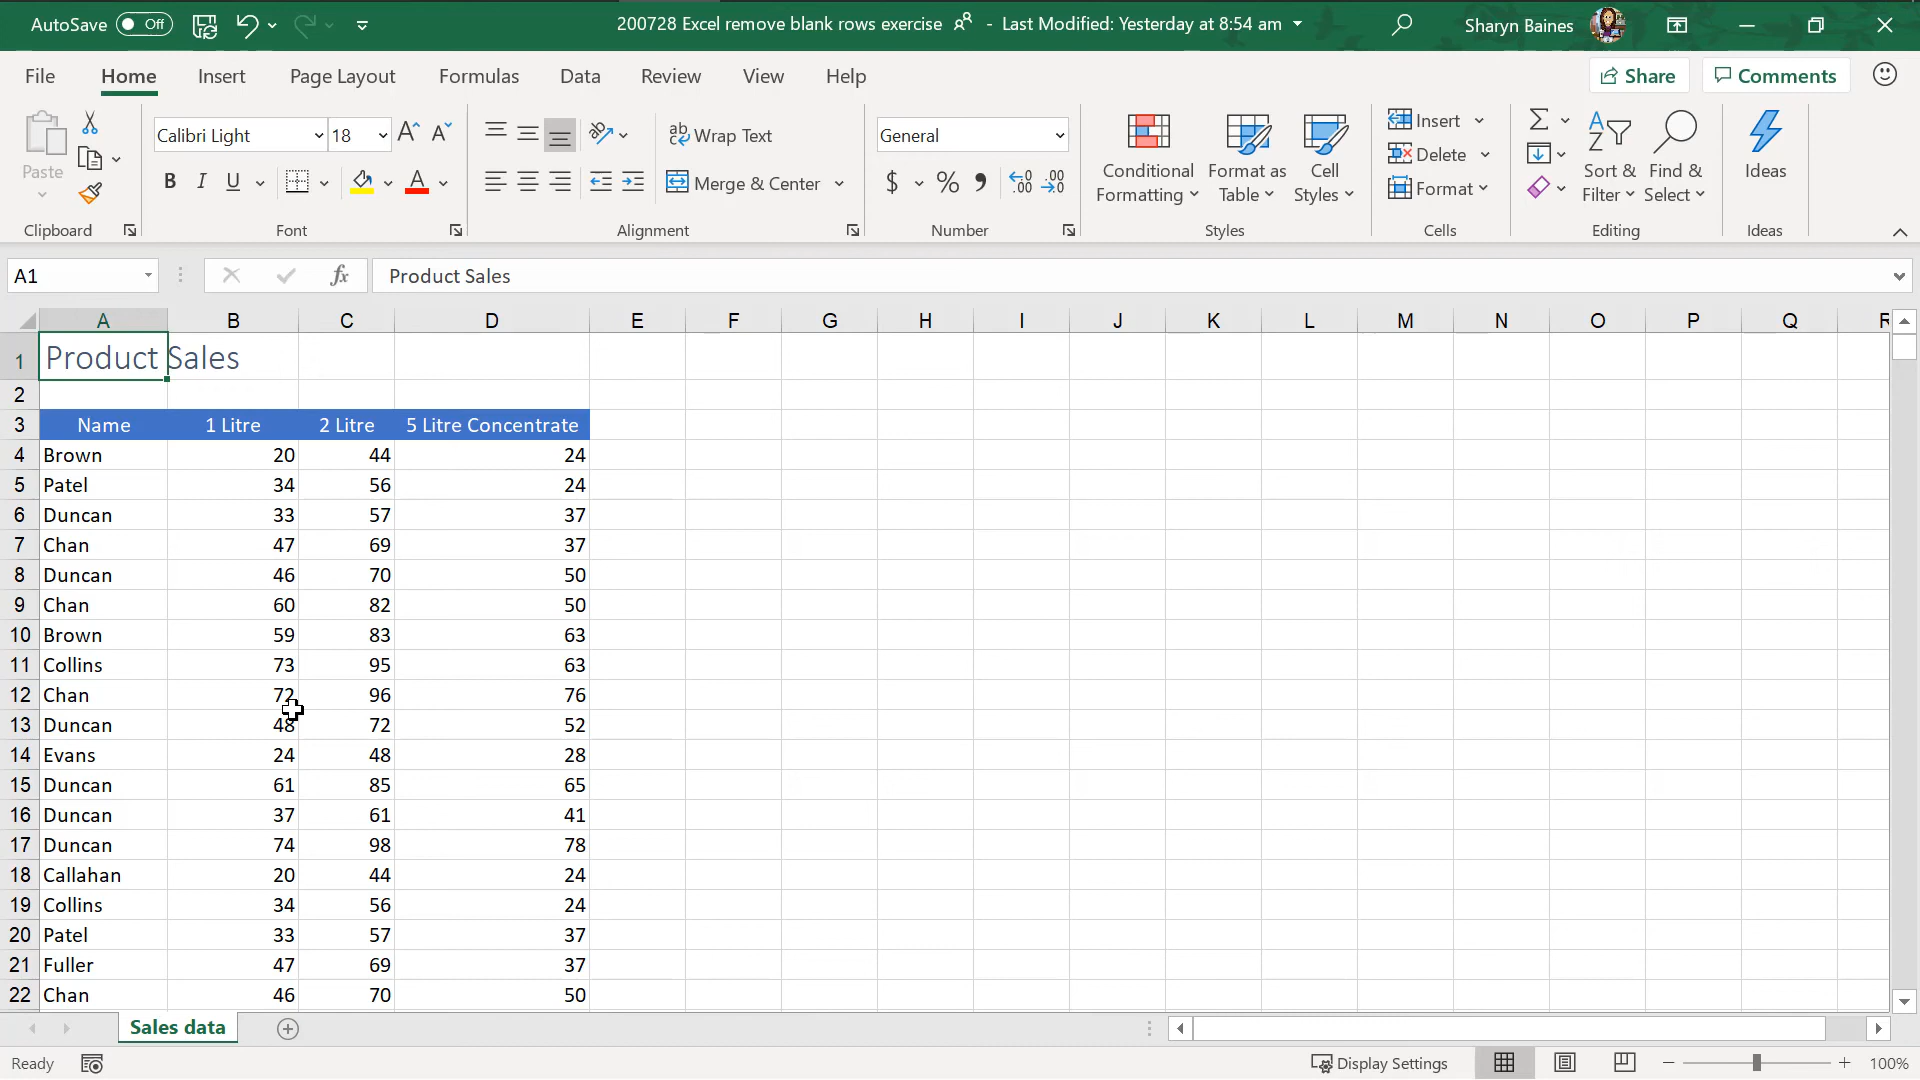 AutoSave Off 200728 Excel remove blank rows exercise - Last Modified: Yesterday at 8:54 am Sharyn Baines
File Home Insert Page Layout Formulas Data Review View Help Share Comments
Paste
Calibri Light 18
B I U
Wrap Text
Merge & Center
General
$ %
Conditional Formatting
Format as Table
Cell Styles
Insert
Delete
Format
Sort & Filter
Find & Select
Ideas
Clipboard Font Alignment Number Styles Cells Editing Ideas
A1 fx Product Sales
A B C D E F G H I J K L M N O P Q R
1 Product Sales
2
3 Name 1 Litre 2 Litre 5 Litre Concentrate
4 Brown 20 44 24
5 Patel 34 56 24
6 Duncan 33 57 37
7 Chan 47 69 37
8 Duncan 46 70 50
9 Chan 60 82 50
10 Brown 59 83 63
11 Collins 73 95 63
12 Chan 72 96 76
13 Duncan 48 72 52
14 Evans 24 48 28
15 Duncan 61 85 65
16 Duncan 37 61 41
17 Duncan 74 98 78
18 Callahan 20 44 24
19 Collins 34 56 24
20 Patel 33 57 37
21 Fuller 47 69 37
22 Chan 46 70 50
Sales data
Ready Display Settings 100%